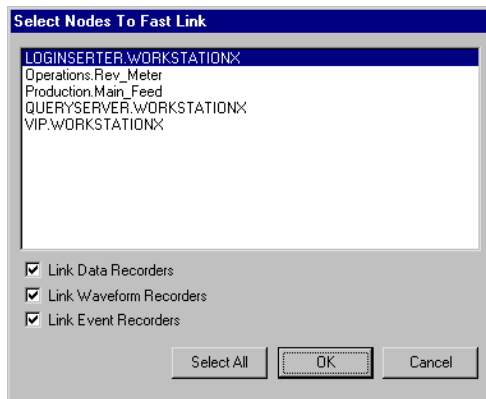 Select Nodes To Fast Link
LOGINSERTER.WORKSTATIONX
Operations.Rev_Meter
Production.Main_Feed
QUERYSERVER.WORKSTATIONX
VIP.WORKSTATIONX
Link Data Recorders
Link Waveform Recorders
Link Event Recorders
Select All OK Cancel